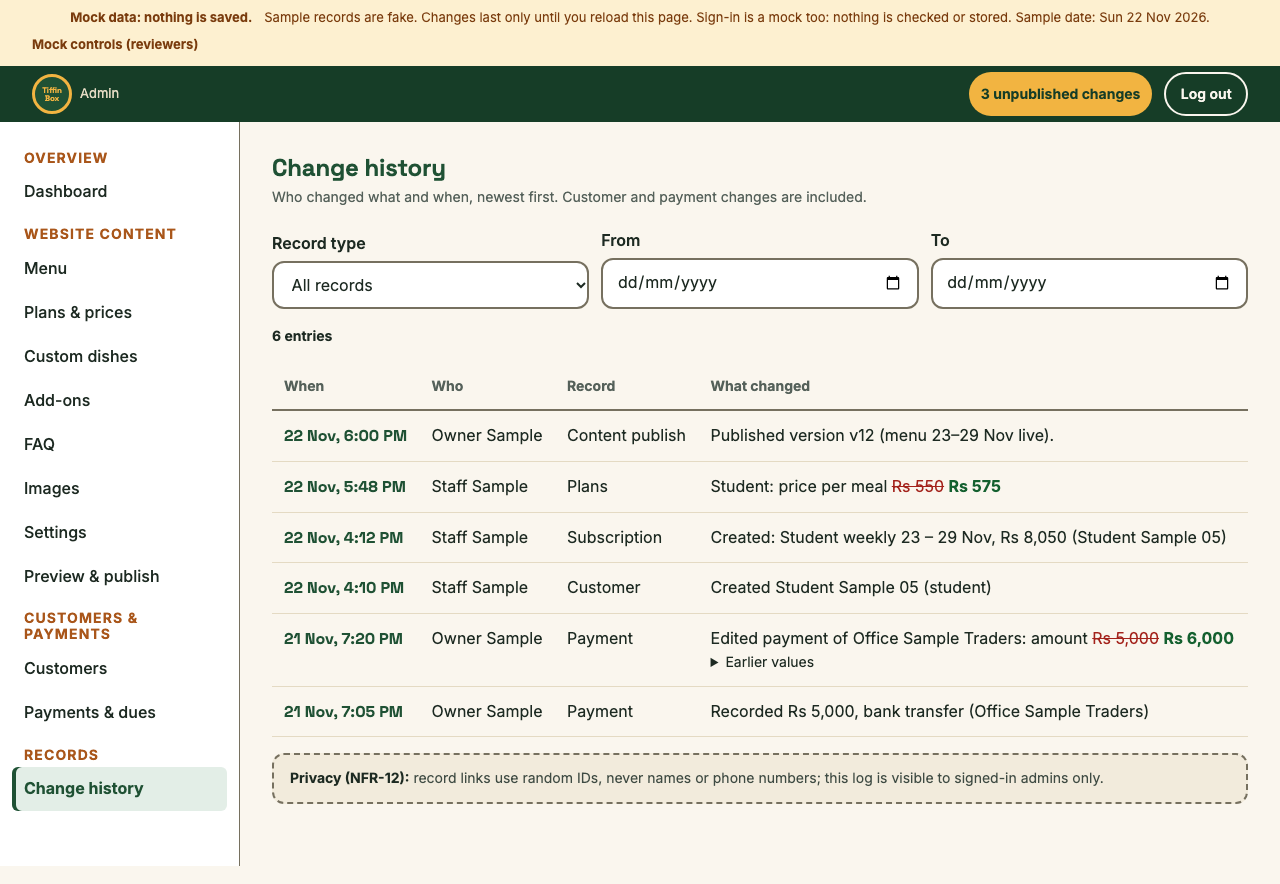 Mock data: nothing is saved. Sample records are fake. Changes last only until you reload this page. Sign-in is a mock too: nothing is checked or stored. Sample date: Sun 22 Nov 2026.
Mock controls (reviewers)
Tiffin
Box
Admin
3 unpublished changes
Log out
OVERVIEW
Dashboard
WEBSITE CONTENT
Menu
Plans & prices
Custom dishes
Add-ons
FAQ
Images
Settings
Preview & publish
CUSTOMERS &
PAYMENTS
Customers
Payments & dues
RECORDS
Change history
Change history
Who changed what and when, newest first. Customer and payment changes are included.
Record type From To
All records dd/mm/yyyy dd/mm/yyyy
6 entries
When Who Record What changed
22 Nov, 6:00 PM Owner Sample Content publish Published version v12 (menu 23–29 Nov live).
22 Nov, 5:48 PM Staff Sample Plans Student: price per meal Rs 550 Rs 575
22 Nov, 4:12 PM Staff Sample Subscription Created: Student weekly 23 – 29 Nov, Rs 8,050 (Student Sample 05)
22 Nov, 4:10 PM Staff Sample Customer Created Student Sample 05 (student)
21 Nov, 7:20 PM Owner Sample Payment Edited payment of Office Sample Traders: amount Rs 5,000 Rs 6,000
Earlier values
21 Nov, 7:05 PM Owner Sample Payment Recorded Rs 5,000, bank transfer (Office Sample Traders)
Privacy (NFR-12): record links use random IDs, never names or phone numbers; this log is visible to signed-in admins only.